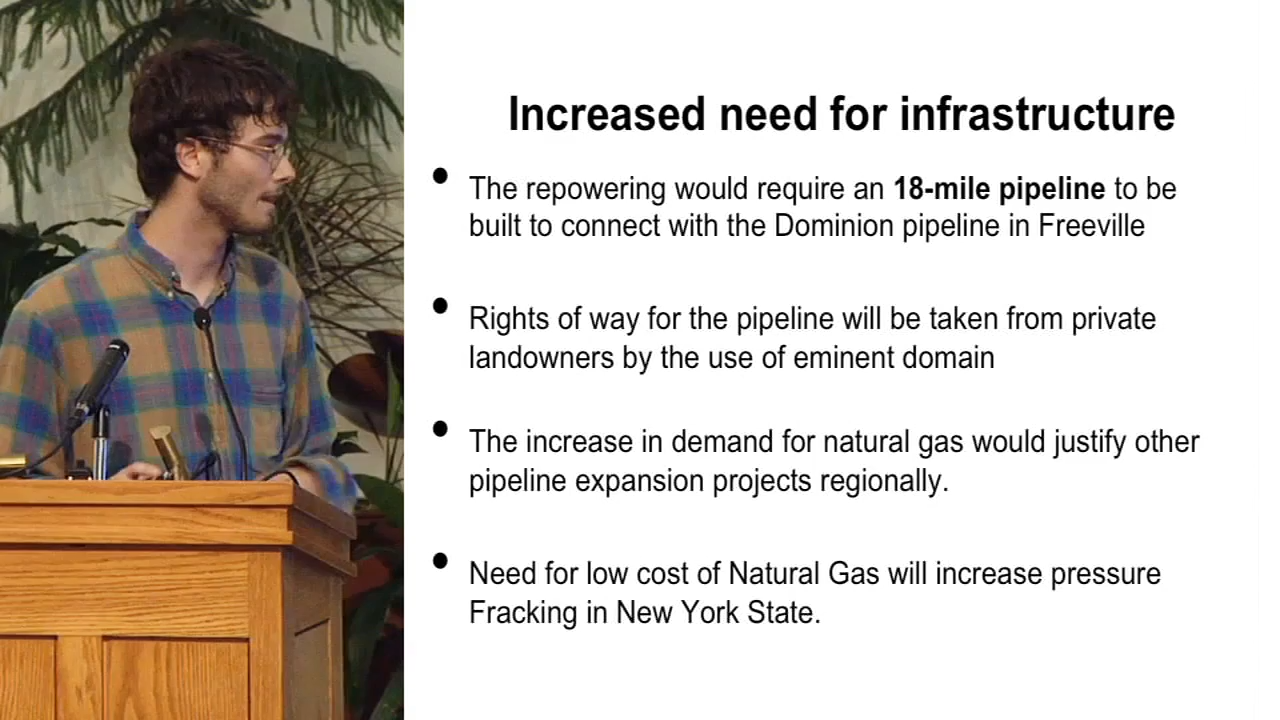 Increased need for infrastructure
The repowering would require an 18-mile pipeline to be
built to connect with the Dominion pipeline in Freeville
Rights of way for the pipeline will be taken from private
landowners by the use of eminent domain
The increase in demand for natural gas would justify other
pipeline expansion projects regionally.
Need for low cost of Natural Gas will increase pressure
Fracking in New York State.